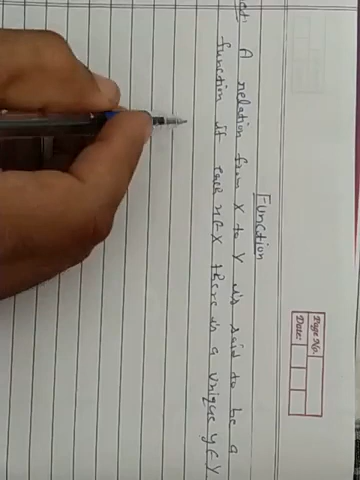 Page No.
Date:
Function
A relation from X to Y is said to be a
function if each x ∈ X there is a unique y ∈ Y